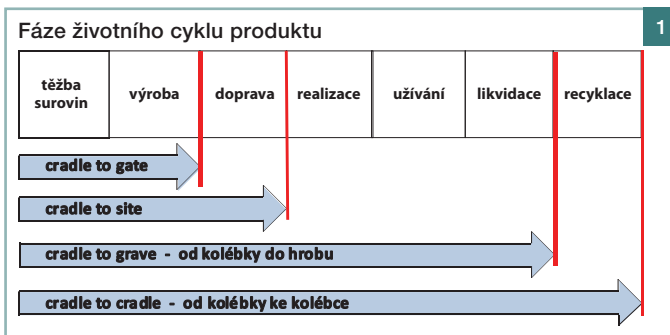 Fáze životního cyklu produktu
1
těžba
surovin
výroba
doprava
realizace
užívání
likvidace
recyklace
cradle to gate
cradle to site
cradle to grave - od kolébky do hrobu
cradle to cradle - od kolébky ke kolébce